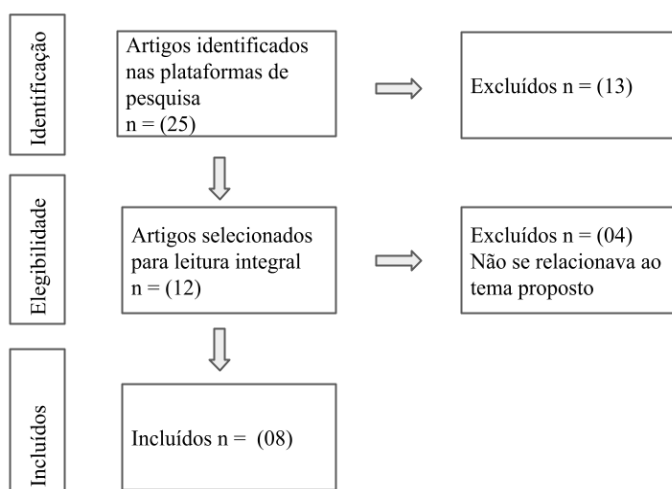 Identificação
Artigos identificados
nas plataformas de
pesquisa
n = (25)
Excluídos n = (13)
Elegibilidade
Artigos selecionados
para leitura integral
n = (12)
Excluídos n = (04)
Não se relacionava ao
tema proposto
Incluídos
Incluídos n =  (08)